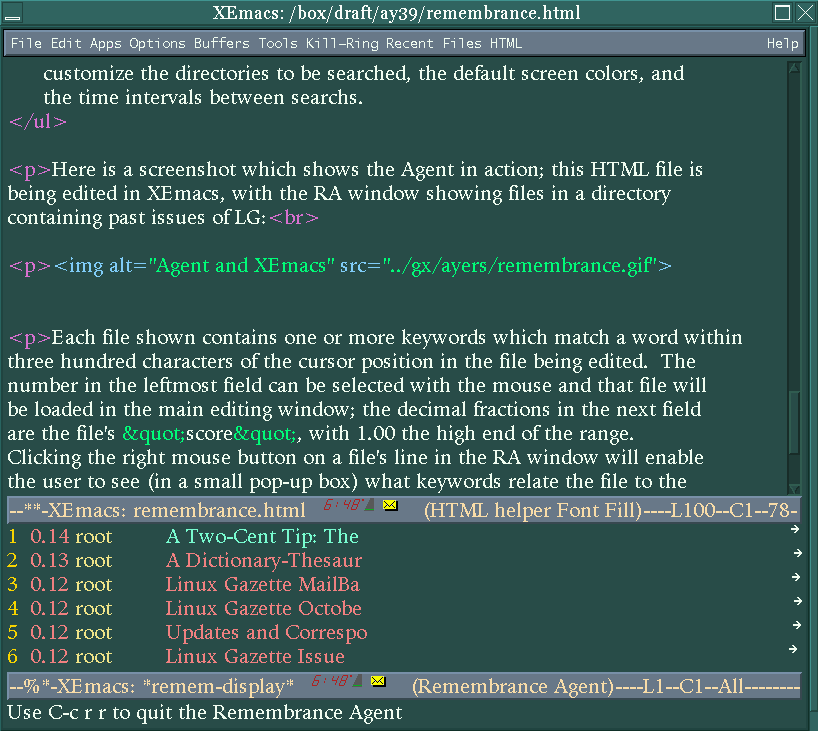 XEmacs: /box/draft/ay39/remembrance.html
File Edit Apps Options Buffers Tools Kill-Ring Recent Files HTML Help
customize the directories to be searched, the default screen colors, and
the time intervals between searchs.
</ul>
<p>Here is a screenshot which shows the Agent in action; this HTML file is
being edited in XEmacs, with the RA window showing files in a directory
containing past issues of LG:<br>
<p><img alt="Agent and XEmacs" src="../gx/ayers/remembrance.gif">
<p>Each file shown contains one or more keywords which match a word within
three hundred characters of the cursor position in the file being edited.  The
number in the leftmost field can be selected with the mouse and that file will
be loaded in the main editing window; the decimal fractions in the next field
are the file's &quot;score&quot;, with 1.00 the high end of the range.
Clicking the right mouse button on a file's line in the RA window will enable
the user to see (in a small pop-up box) what keywords relate the file to the
--**-XEmacs: remembrance.html 6:48 (HTML helper Font Fill)----L100--C1--78-
1 0.14 root A Two-Cent Tip: The
2 0.13 root A Dictionary-Thesaur
3 0.12 root Linux Gazette MailBa
4 0.12 root Linux Gazette Octobe
5 0.12 root Updates and Correspo
6 0.12 root Linux Gazette Issue
--%*-XEmacs: *remem-display* 6:48 (Remembrance Agent)----L1--C1--All--------
Use C-c r r to quit the Remembrance Agent